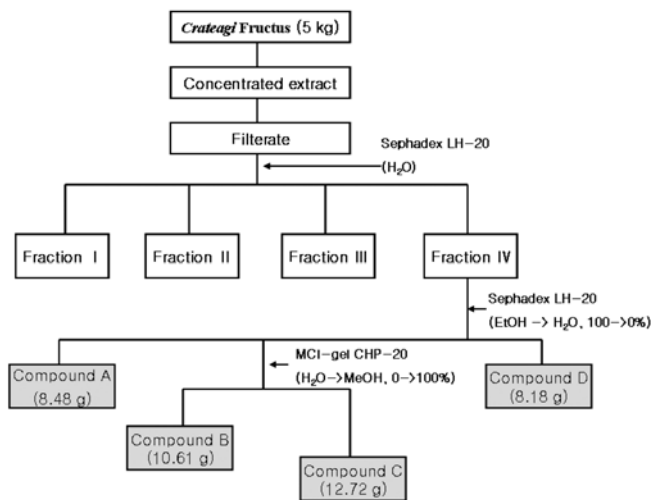 Crateagi Fructus (5 kg)
Concentrated extract
Filterate
Sephadex LH-20
(H₂O)
Fraction I
Fraction II
Fraction III
Fraction IV
Sephadex LH-20
(EtOH -> H₂O, 100->0%)
MCI-gel CHP-20
(H₂O->MeOH, 0->100%)
Compound A
(8.48 g)
Compound D
(8.18 g)
Compound B
(10.61 g)
Compound C
(12.72 g)